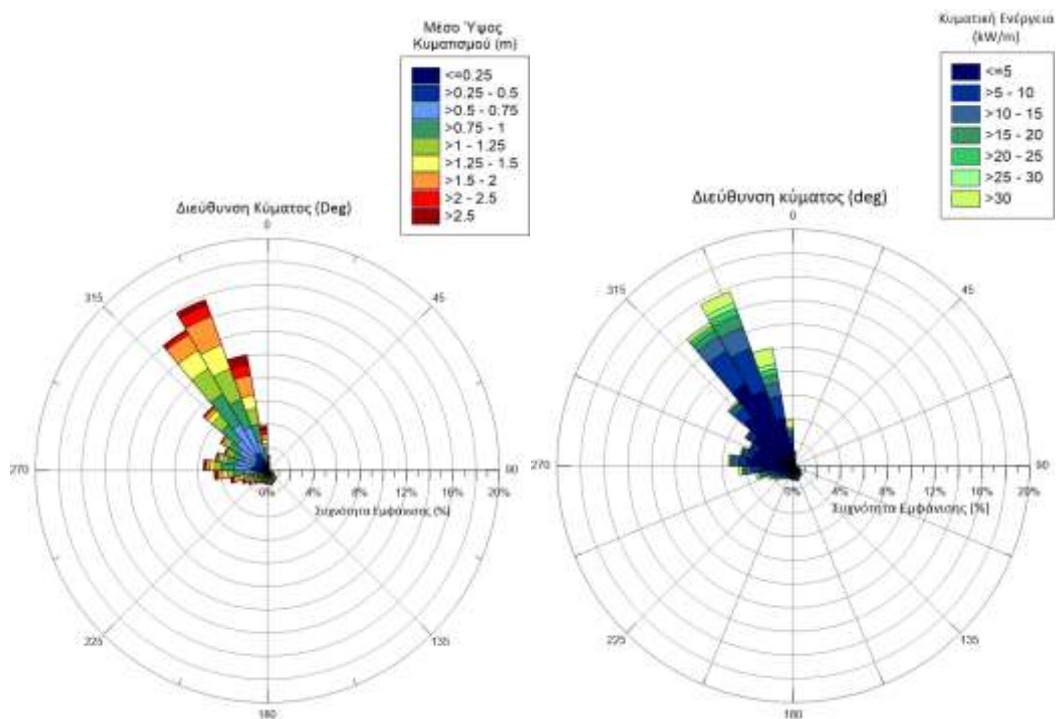 Μέσο Ύψος
Κυματισμού (m)
<=0.25
>0.25 - 0.5
>0.5 - 0.75
>0.75 - 1
>1 - 1.25
>1.25 - 1.5
>1.5 - 2
>2 - 2.5
>2.5
Διεύθυνση Κύματος (Deg)
0
45
90
135
180
225
270
315
0%
4%
8%
12%
16%
20%
Συχνότητα Εμφάνισης (%)
Κυματική Ενέργεια
(kW/m)
<=5
>5 - 10
>10 - 15
>15 - 20
>20 - 25
>25 - 30
>30
Διεύθυνση κύματος (deg)
0
45
90
135
180
225
270
315
0%
4%
8%
12%
16%
20%
Συχνότητα Εμφάνισης (%)